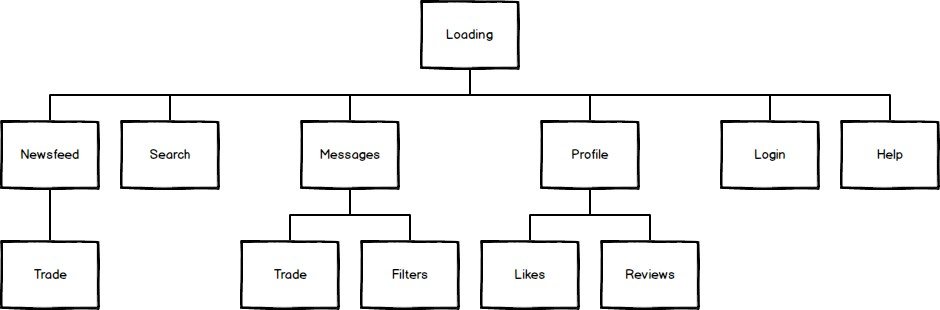 Loading
Newsfeed
Search
Messages
Profile
Login
Help
Trade
Trade
Filters
Likes
Reviews